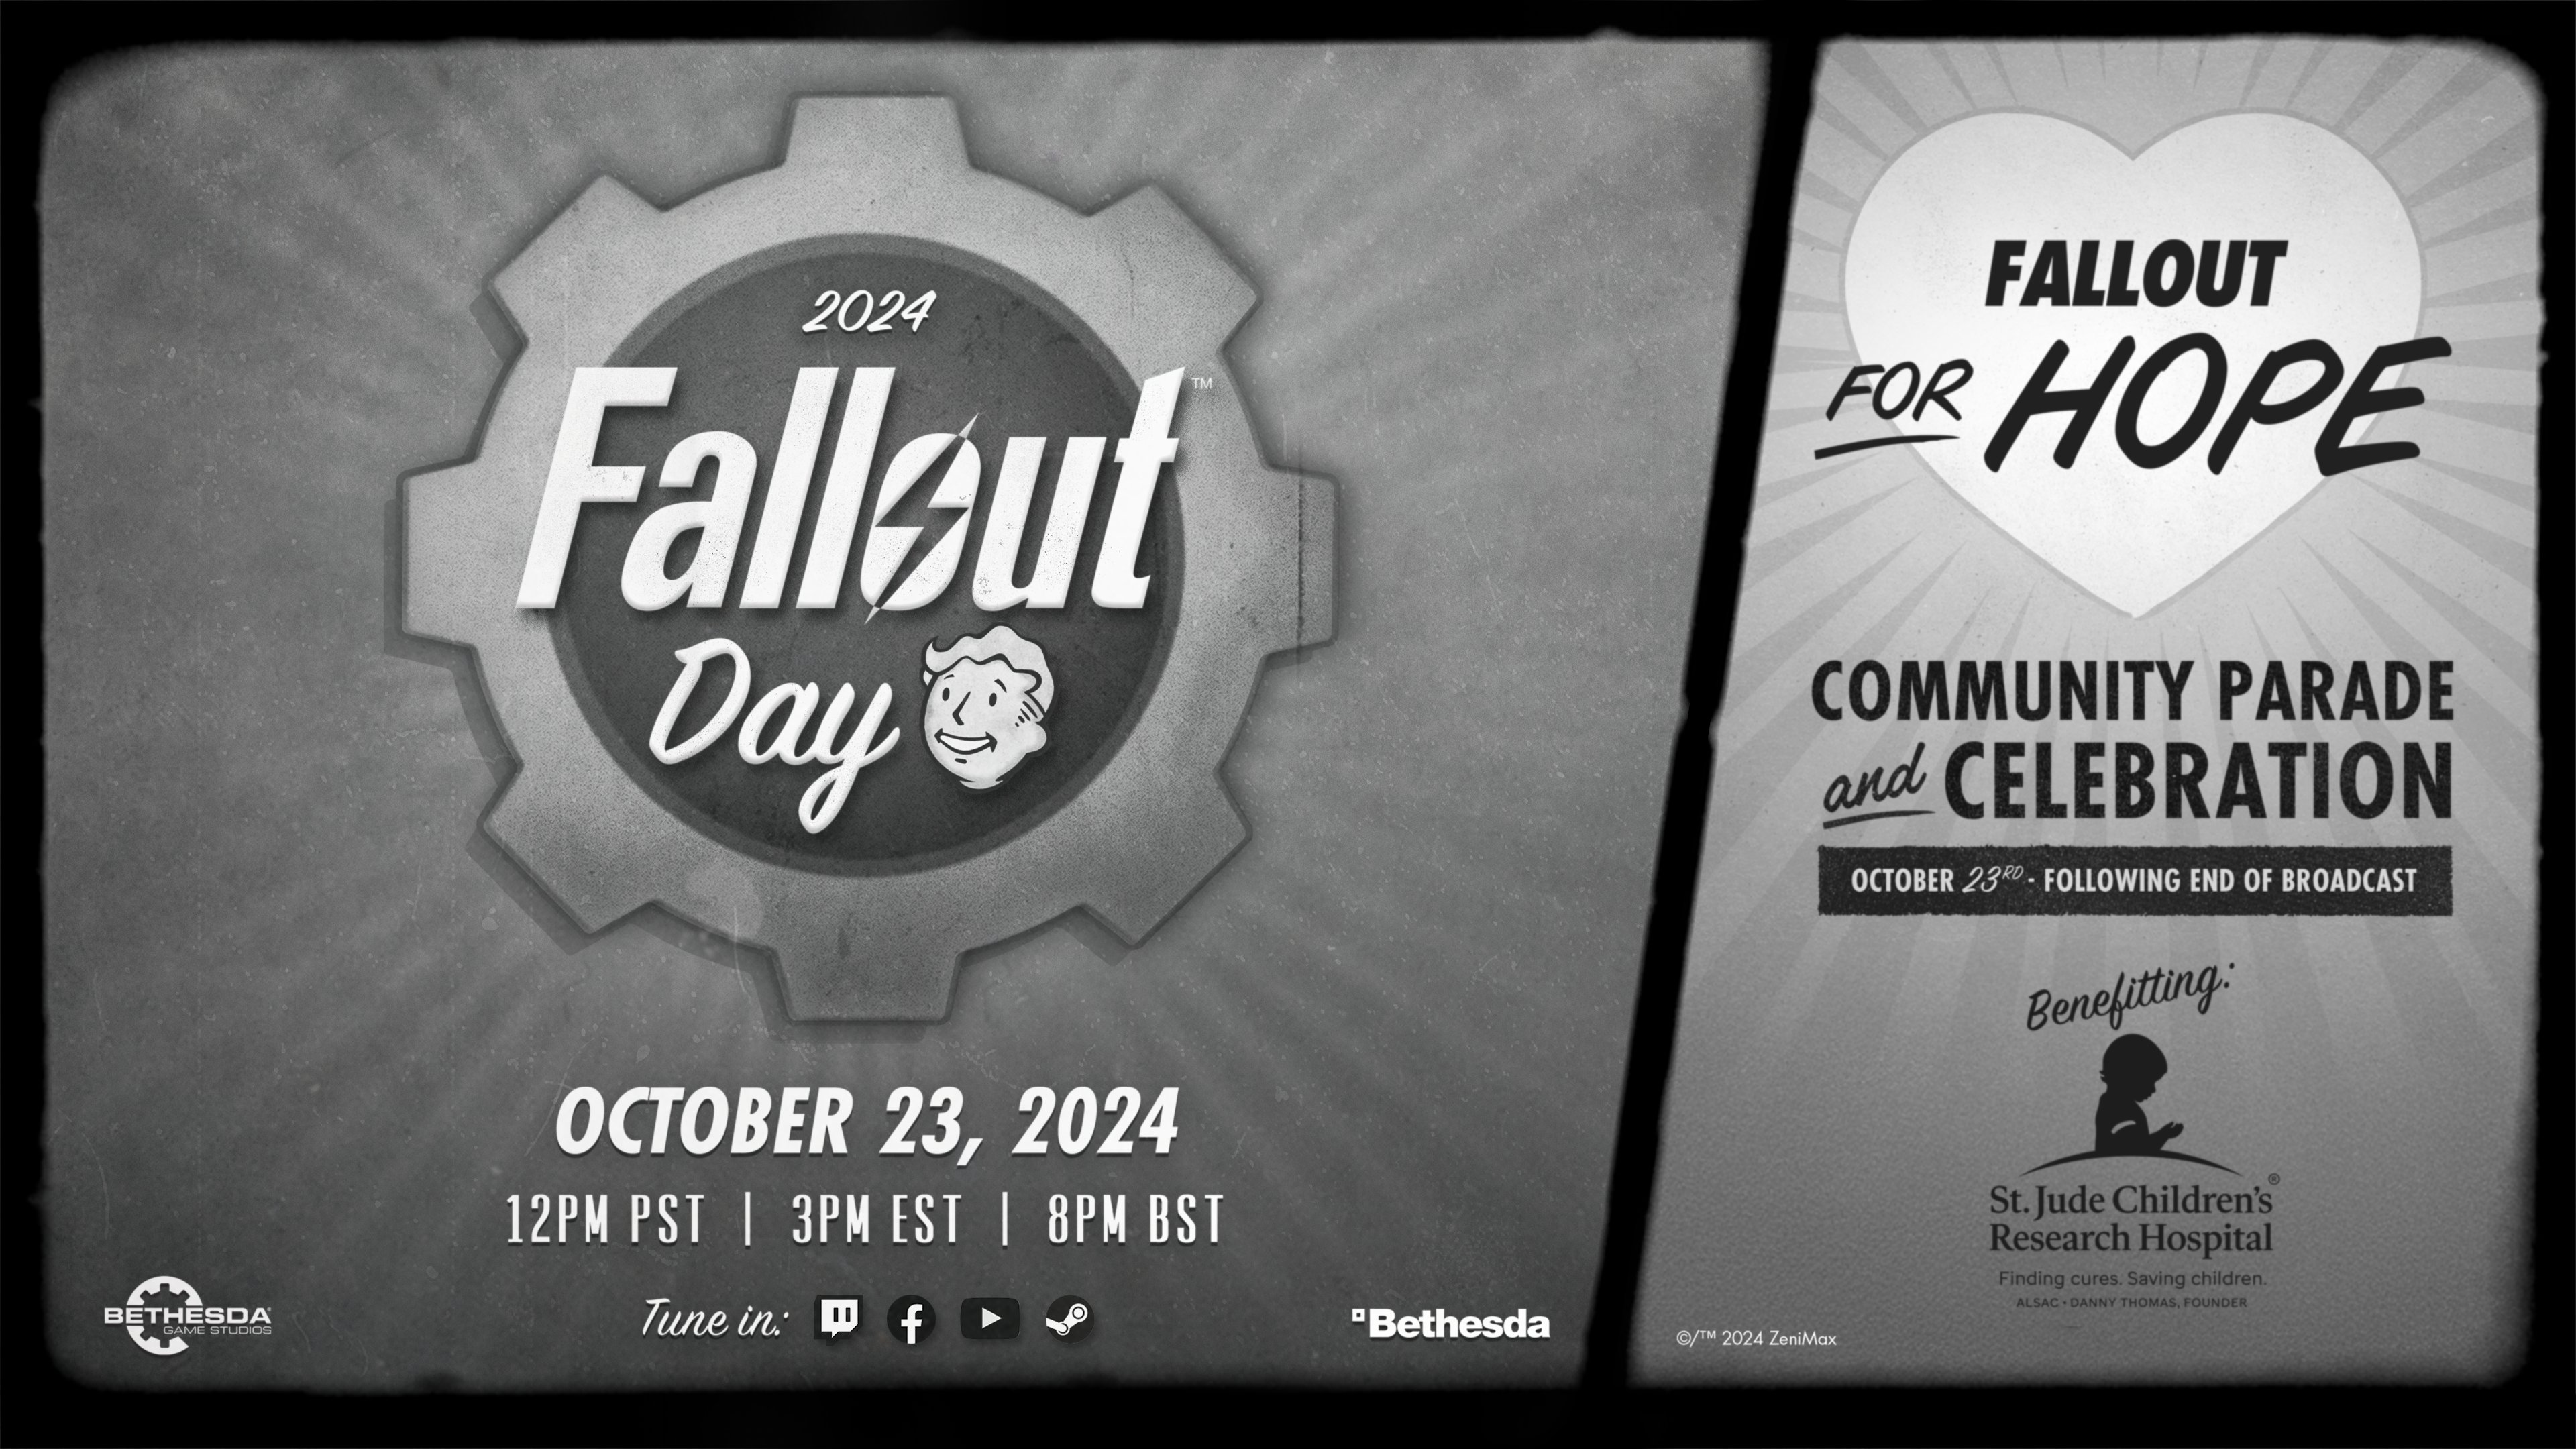 2024
Fallout™
Day
OCTOBER 23, 2024
12PM PST | 3PM EST | 8PM BST
Tune in:
BETHESDA®
GAME STUDIOS
Bethesda
FALLOUT
FOR HOPE
COMMUNITY PARADE
and CELEBRATION
OCTOBER 23RD - FOLLOWING END OF BROADCAST
Benefitting:
St. Jude Children's®
Research Hospital
Finding cures. Saving children.
ALSAC • DANNY THOMAS, FOUNDER
©/™ 2024 ZeniMax